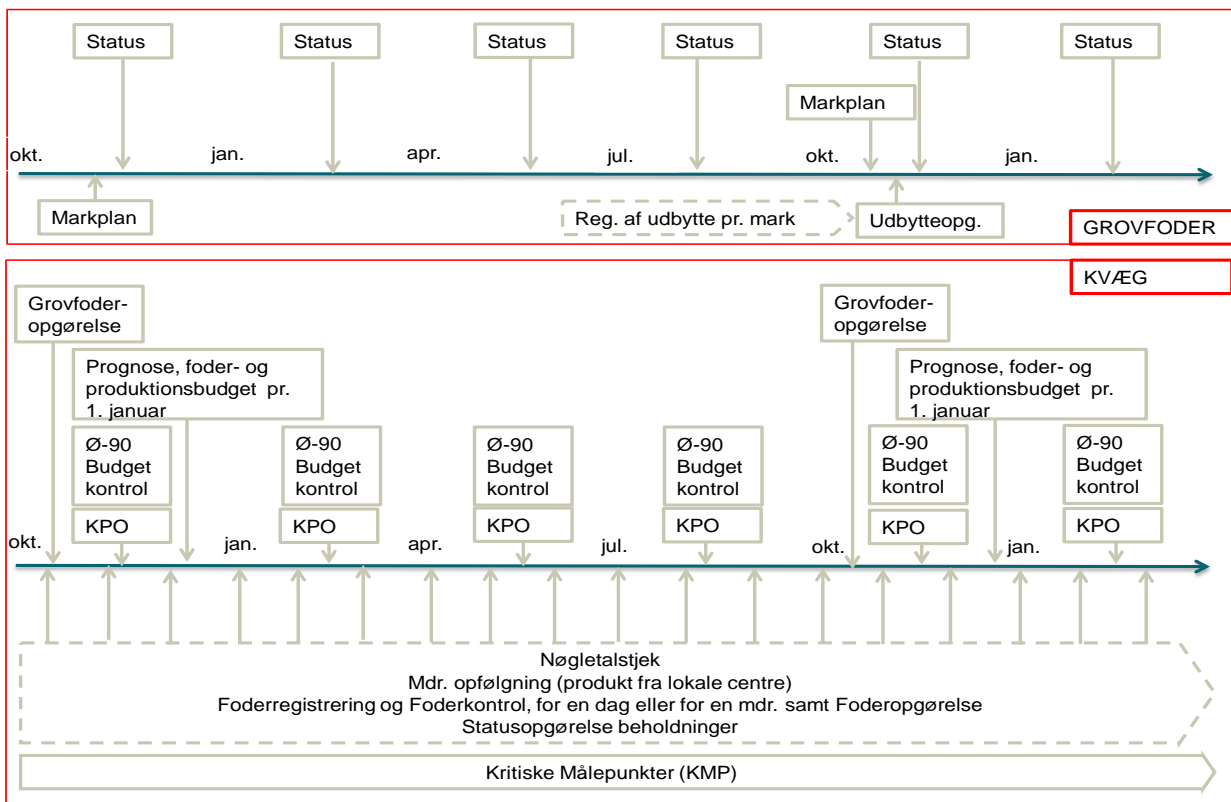 Status
Status
Status
Status
Status
Status
Markplan
okt.
jan.
apr.
jul.
okt.
jan.
Markplan
Reg. af udbytte pr. mark
Udbytteopg.
GROVFODER
KVÆG
Grovfoder-
opgørelse
Grovfoder-
opgørelse
Prognose, foder- og
produktionsbudget pr.
1. januar
Prognose, foder- og
produktionsbudget pr.
1. januar
Ø-90
Budget
kontrol
Ø-90
Budget
kontrol
Ø-90
Budget
kontrol
Ø-90
Budget
kontrol
Ø-90
Budget
kontrol
Ø-90
Budget
kontrol
KPO
KPO
KPO
KPO
KPO
KPO
okt.
jan.
apr.
jul.
okt.
jan.
Nøgletalstjek
Mdr. opfølgning (produkt fra lokale centre)
Foderregistrering og Foderkontrol, for en dag eller for en mdr. samt Foderopgørelse
Statusopgørelse beholdninger
Kritiske Målepunkter (KMP)